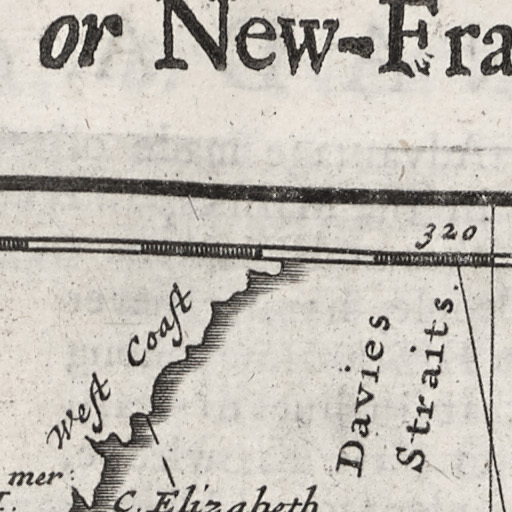 or New-Fra
320
Weſt Coaſt
Davies
Straits.
mer
I.
C. Elizabeth